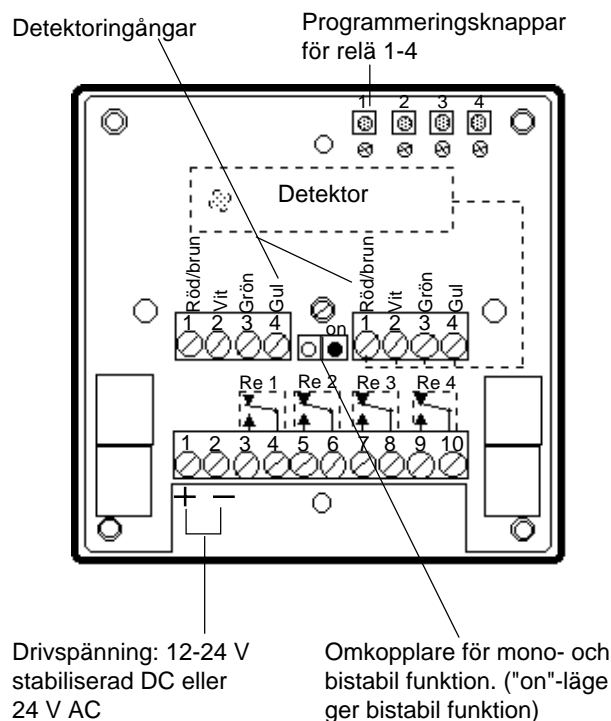 Detektoringångar
Programmeringsknappar
för relä 1-4
1 2 3 4
Detektor
Röd/brun
Vit
Grön
Gul
Röd/brun
Vit
Grön
Gul
on
1 2 3 4
1 2 3 4
Re 1 Re 2 Re 3 Re 4
1 2 3 4 5 6 7 8 9 10
+ −
Drivspänning: 12-24 V
stabiliserad DC eller
24 V AC
Omkopplare för mono- och
bistabil funktion. ("on"-läge
ger bistabil funktion)